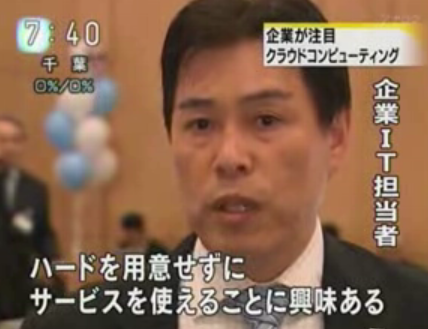 7:40
千葉
0%/0%
企業が注目
クラウドコンピューティング
企業IT担当者
ハードを用意せずに
サービスを使えることに興味ある